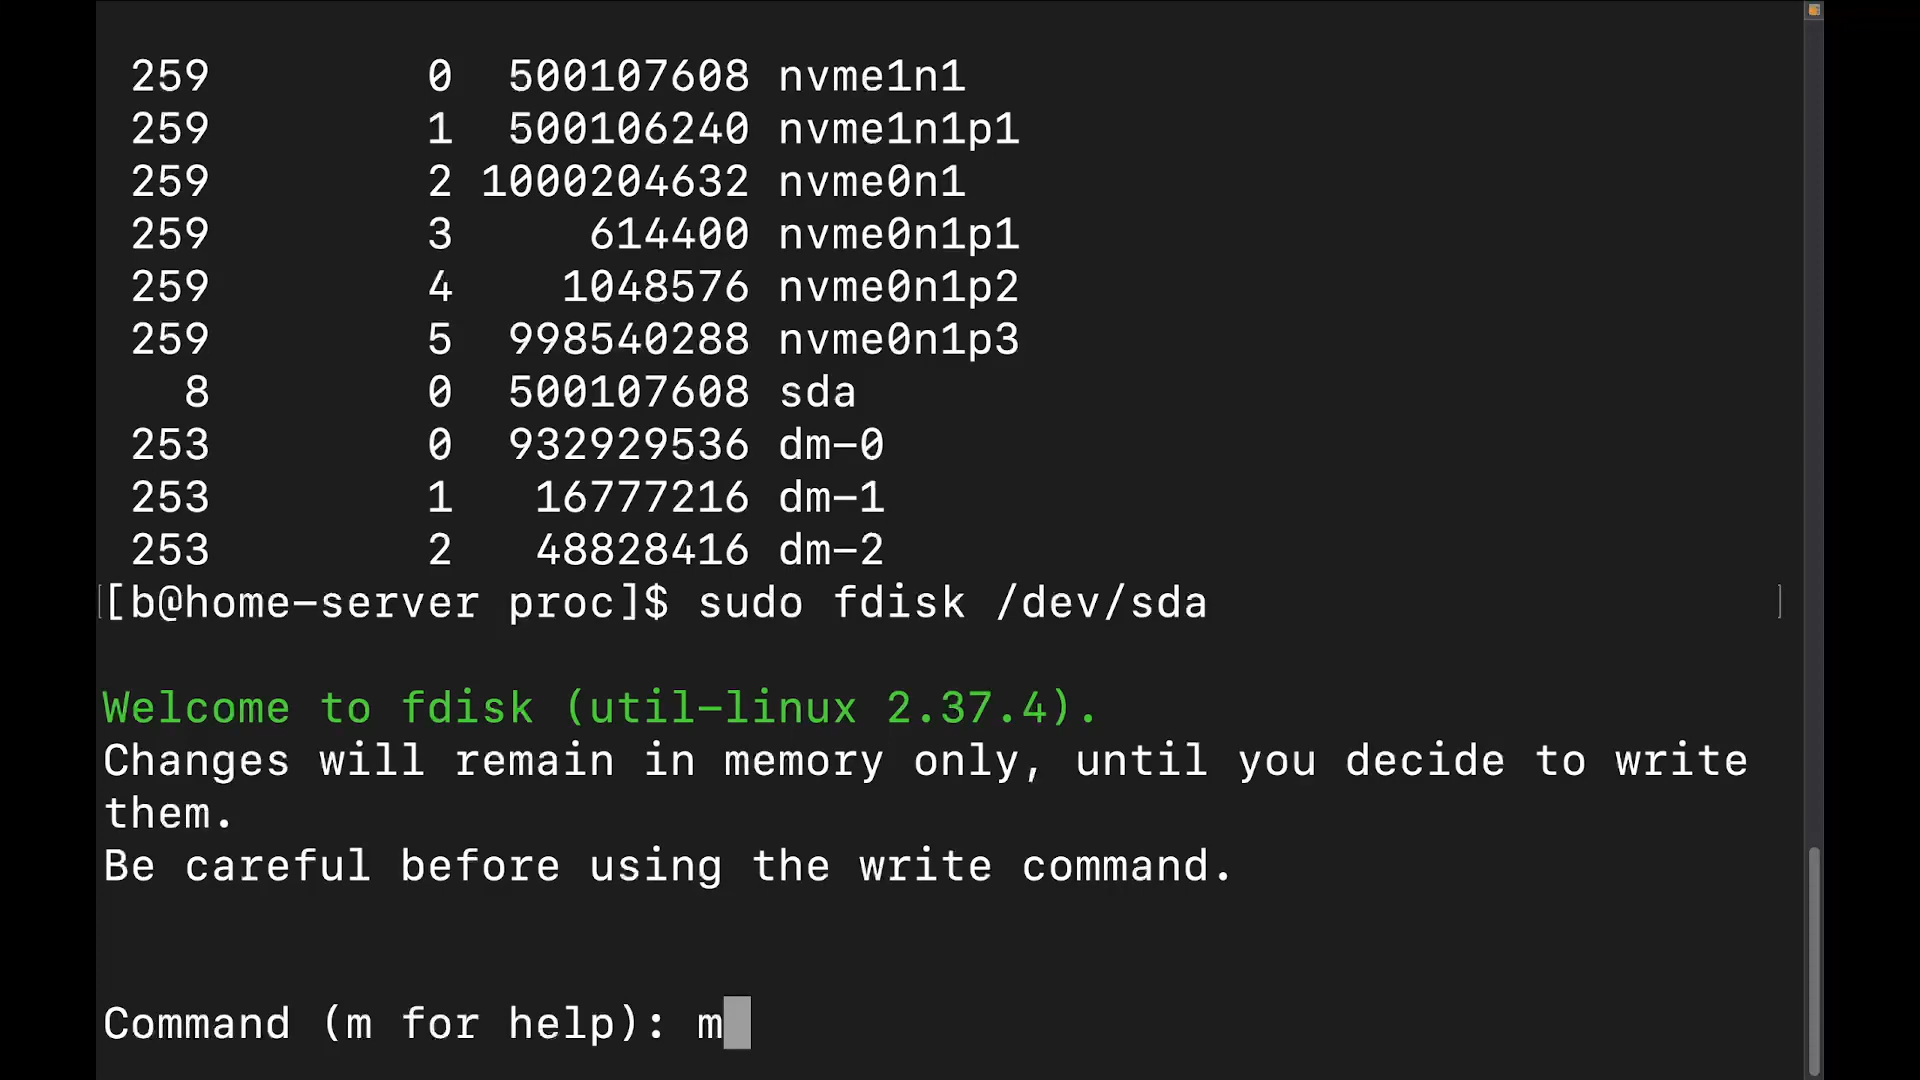 259 0 500107608 nvme1n1
259 1 500106240 nvme1n1p1
259 2 1000204632 nvme0n1
259 3 614400 nvme0n1p1
259 4 1048576 nvme0n1p2
259 5 998540288 nvme0n1p3
8 0 500107608 sda
253 0 932929536 dm-0
253 1 16777216 dm-1
253 2 48828416 dm-2
[[b@home-server proc]$ sudo fdisk /dev/sda ]
Welcome to fdisk (util-linux 2.37.4).
Changes will remain in memory only, until you decide to write
them.
Be careful before using the write command.
Command (m for help): m